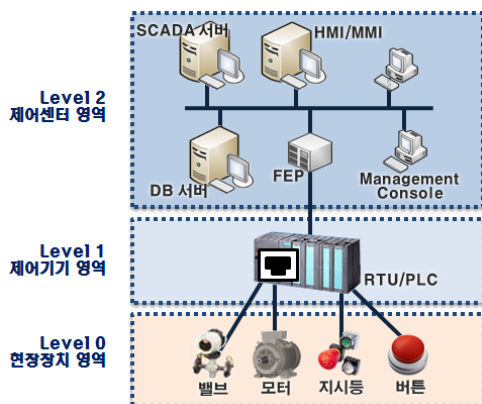 SCADA 서버
HMI/MMI
Level 2
제어센터 영역
DB 서버
FEP
Management
Console
Level 1
제어기기 영역
RTU/PLC
Level 0
현장장치 영역
밸브
모터
지시등
버튼